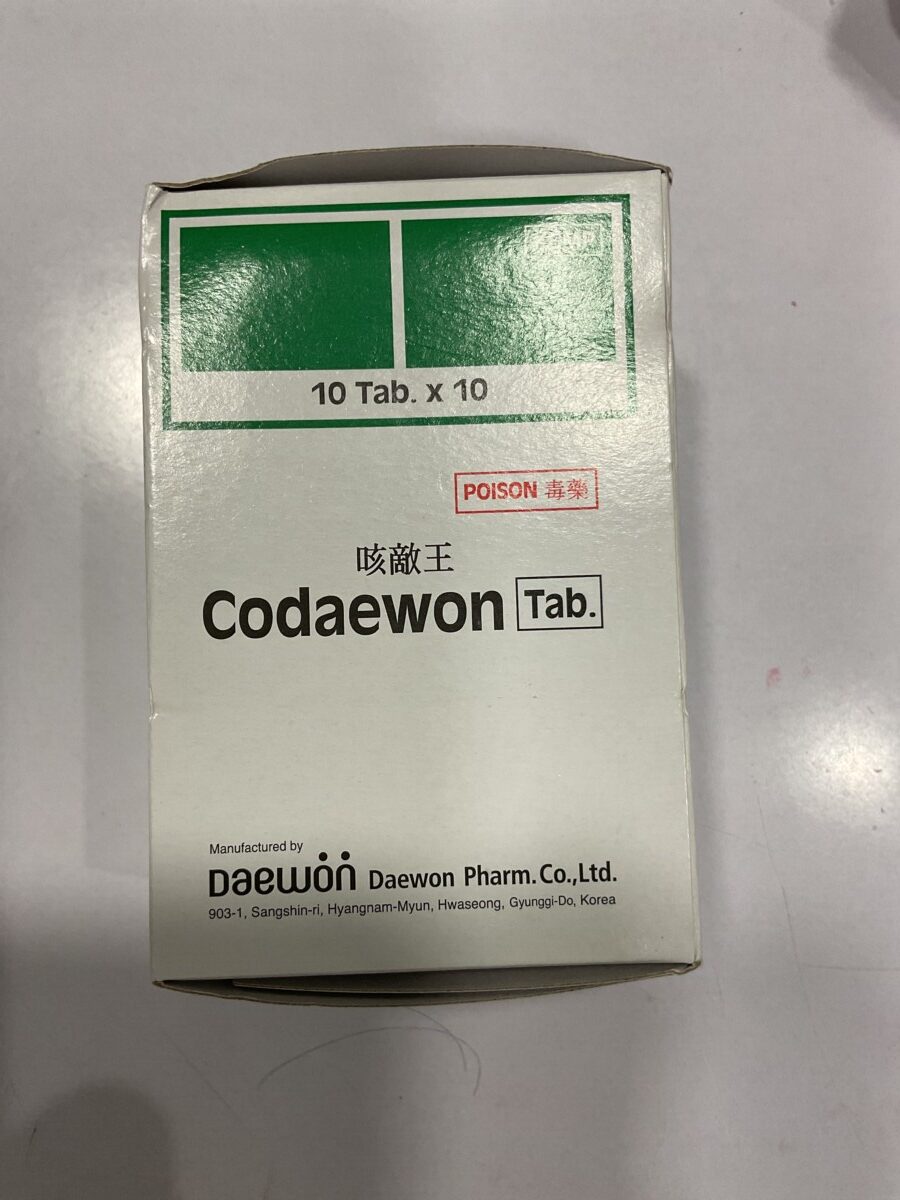 10 Tab. x 10
POISON 毒藥
咳敵王
Codaewon Tab.
Manufactured by
Daewon Daewon Pharm. Co., Ltd.
903-1, Sangshin-ri, Hyangnam-Myun, Hwaseong, Gyunggi-Do, Korea